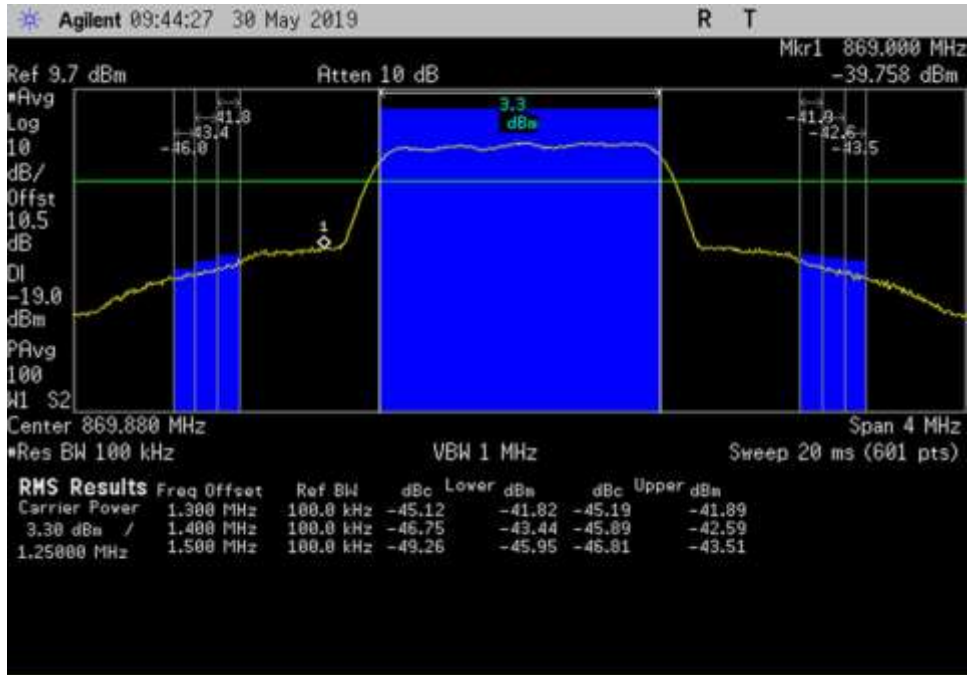 Agilent 09:44:27 30 May 2019 R T
Mkr1 869.000 MHz
Ref 9.7 dBm Atten 10 dB -39.758 dBm
*Avg
Log
10
dB/
Offst
10.5
dB
DI
-19.0
dBm
PAvg
100
W1 S2
-41.8
-43.4
-46.0
3.3
dBm
1
-41.9
-42.6
-43.5
Center 869.880 MHz Span 4 MHz
*Res BW 100 kHz VBW 1 MHz Sweep 20 ms (601 pts)
RMS Results Freq Offset Ref BW dBc Lower dBm dBc Upper dBm
Carrier Power 1.300 MHz 100.0 kHz -45.12 -41.82 -45.19 -41.89
3.30 dBm / 1.400 MHz 100.0 kHz -46.75 -43.44 -45.89 -42.59
1.25000 MHz 1.500 MHz 100.0 kHz -49.26 -45.95 -46.81 -43.51